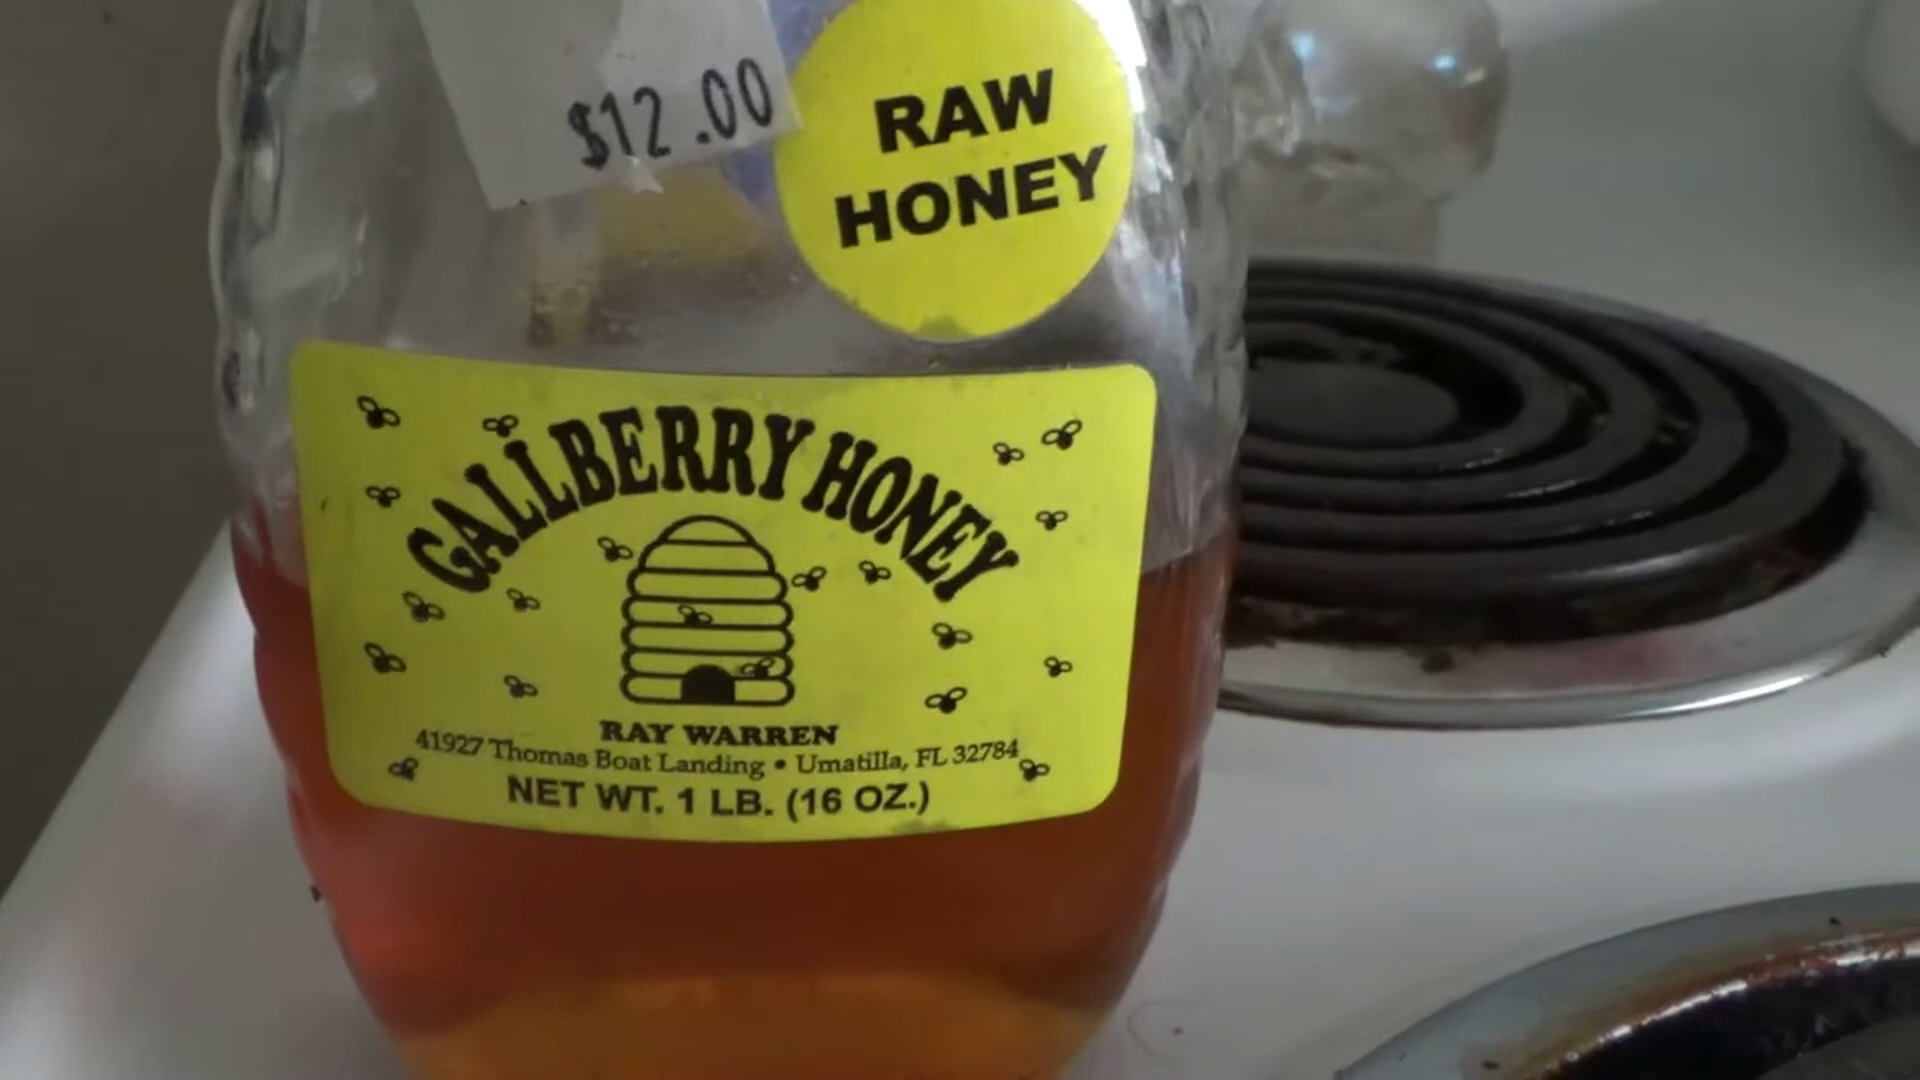 $12.00
RAW
HONEY
GALLBERRY HONEY
RAY WARREN
41927 Thomas Boat Landing • Umatilla, FL 32784
NET WT. 1 LB. (16 OZ.)